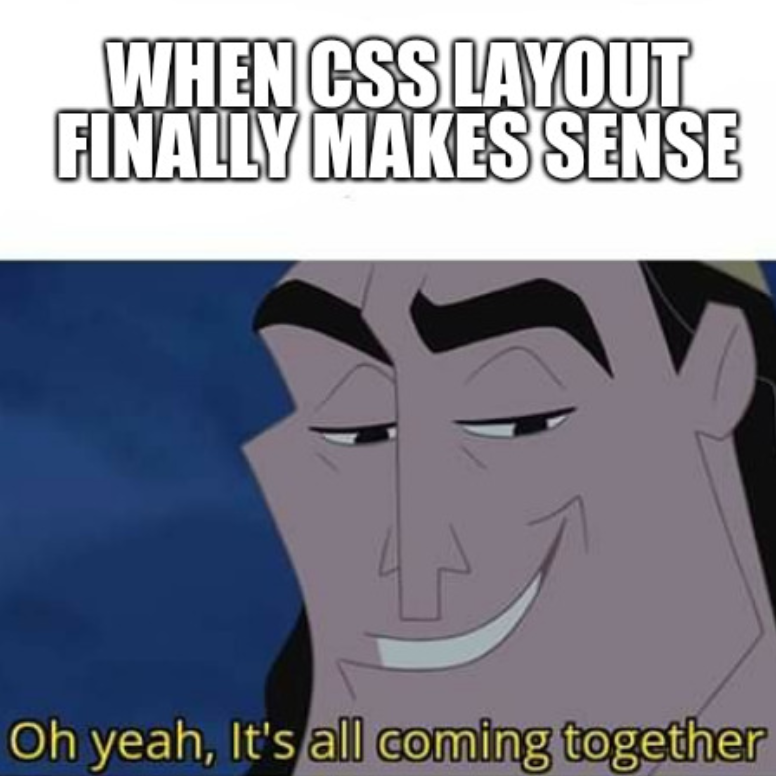 WHEN CSS LAYOUT
FINALLY MAKES SENSE
Oh yeah, It's all coming together